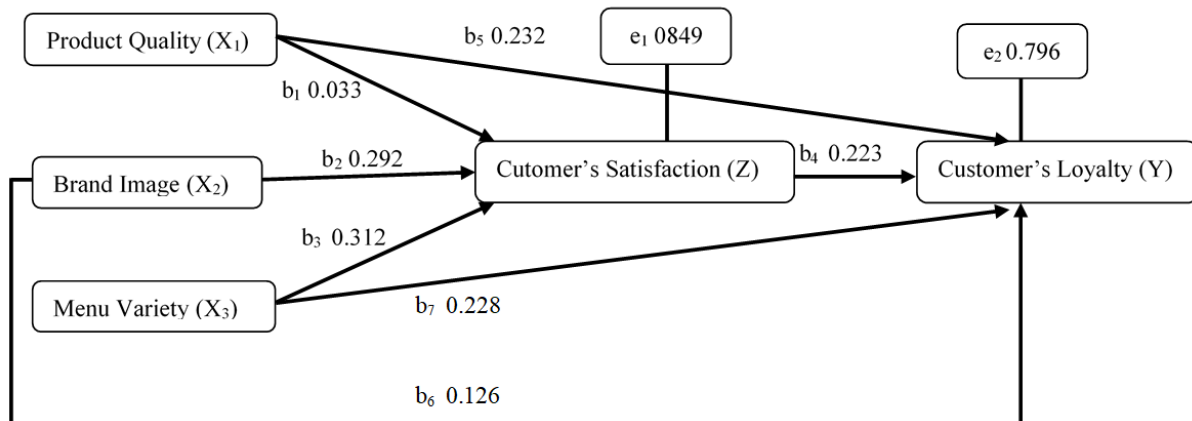 Product Quality (X₁)
b₅ 0.232
e₁ 0849
e₂ 0.796
b₁ 0.033
Brand Image (X₂)
b₂ 0.292
Cutomer’s Satisfaction (Z)
b₄ 0.223
Customer’s Loyalty (Y)
b₃ 0.312
Menu Variety (X₃)
b₇ 0.228
b₆ 0.126